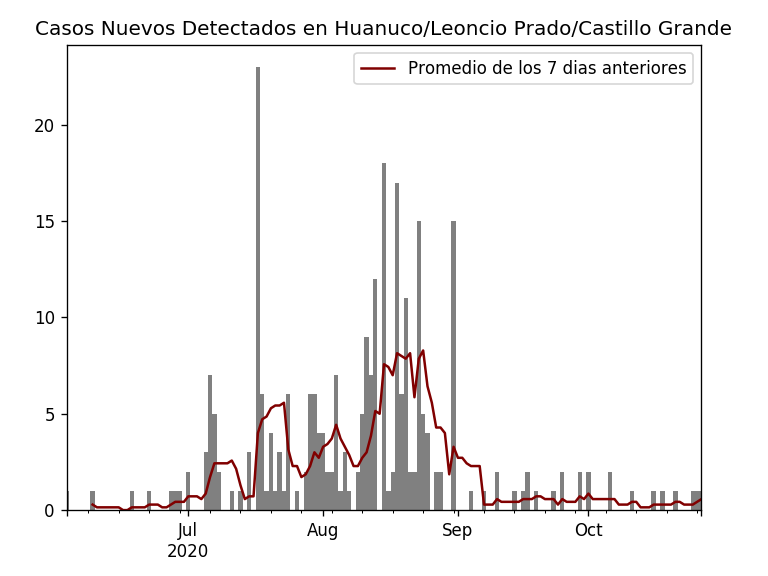 Casos Nuevos Detectados en Huanuco/Leoncio Prado/Castillo Grande
Promedio de los 7 dias anteriores
20
15
10
5
0
Jul
2020
Aug
Sep
Oct